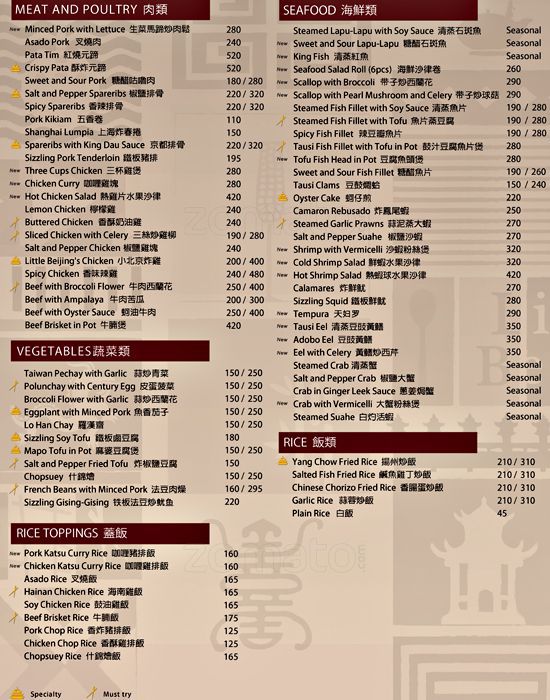 MEAT AND POULTRY 肉類
New Minced Pork with Lettuce 生菜馬蹄炒肉鬆 280
Asado Pork 叉燒肉 240
Pata Tim 紅燒元蹄 520
Crispy Pata 酥炸元蹄 520
Sweet and Sour Pork 糖醋咕嚕肉 180 / 280
Salt and Pepper Spareribs 椒鹽排骨 220 / 320
Spicy Spareribs 香辣排骨 220 / 320
Pork Kikiam 五香卷 110
Shanghai Lumpia 上海炸春捲 150
Spareribs with King Dau Sauce 京都排骨 220 / 320
Sizzling Pork Tenderloin 鐵板豬排 195
New Three Cups Chicken 三杯雞煲 280
New Chicken Curry 咖喱雞塊 280
New Hot Chicken Salad 熱雞片水果沙律 420
Lemon Chicken 檸檬雞 240
Buttered Chicken 香酥奶油雞 240
Sliced Chicken with Celery 三絲炒雞柳 190 / 280
Salt and Pepper Chicken 椒鹽雞塊 240
Little Beijing's Chicken 小北京炸雞 200 / 400
Spicy Chicken 香味辣雞 240 / 480
Beef with Broccoli Flower 牛肉西蘭花 250 / 400
Beef with Ampalaya 牛肉苦瓜 200 / 300
Beef with Oyster Sauce 蚵油牛肉 250 / 400
Beef Brisket in Pot 牛腩煲 420
VEGETABLES 蔬菜類
Taiwan Pechay with Garlic 蒜炒青菜 150 / 250
Polunchay with Century Egg 皮蛋菠菜 150 / 250
Broccoli Flower with Garlic 蒜炒西蘭花 150 / 250
Eggplant with Minced Pork 魚香茄子 150 / 250
Lo Han Chay 羅漢齋 150 / 250
Sizzling Soy Tofu 鐵板鹵豆腐 180
Mapo Tofu in Pot 麻婆豆腐煲 150 / 250
Salt and Pepper Fried Tofu 炸椒鹽豆腐 150
Chopsuey 什錦燴 150 / 250
French Beans with Minced Pork 法豆肉燥 160 / 295
Sizzling Gising-Gising 铁板法豆炒鱿鱼 220
RICE TOPPINGS 蓋飯
New Pork Katsu Curry Rice 咖喱豬排飯 160
New Chicken Katsu Curry Rice 咖喱雞排飯 160
Asado Rice 叉燒飯 165
Hainan Chicken Rice 海南雞飯 165
Soy Chicken Rice 鼓油雞飯 165
Beef Brisket Rice 牛腩飯 175
Pork Chop Rice 香炸豬排飯 125
Chicken Chop Rice 香酥雞排飯 125
Chopsuey Rice 什錦燴飯 165
Specialty Must try
SEAFOOD 海鮮類
Steamed Lapu-Lapu with Soy Sauce 清蒸石斑魚 Seasonal
New Sweet and Sour Lapu-Lapu 糖醋石斑魚 Seasonal
New King Fish 清蒸紅魚 Seasonal
New Seafood Salad Roll (6pcs) 海鮮沙律卷 260
New Scallop with Broccoli 帶子炒西蘭花 290
New Scallop with Pearl Mushroom and Celery 帶子炒球菇 290
Steamed Fish Fillet with Soy Sauce 清蒸魚片 190 / 280
Steamed Fish Fillet with Tofu 魚片蒸豆腐 190 / 280
Spicy Fish Fillet 辣豆瓣魚片 190 / 280
Tausi Fish Fillet with Tofu in Pot 鼓汁豆腐魚片煲 190 / 280
New Tofu Fish Head in Pot 豆腐魚頭煲 280
Sweet and Sour Fish Fillet 糖醋魚片 190 / 260
Tausi Clams 豆鼓燜蛤 150 / 240
Oyster Cake 蚵仔煎 220
Camaron Rebusado 炸鳳尾蝦 250
Steamed Garlic Prawns 蒜泥蒸大蝦 270
Salt and Pepper Suahe 椒鹽沙蝦 270
New Shrimp with Vermicelli 沙蝦粉絲煲 320
New Cold Shrimp Salad 鮮蝦水果沙律 320
New Hot Shrimp Salad 熱蝦球水果沙律 420
Calamares 炸鮮魷 270
Sizzling Squid 鐵板鮮魷 280
New Tempura 天妇罗 290
New Tausi Eel 清蒸豆豉黃鱔 350
New Adobo Eel 豆豉黃鱔 350
New Eel with Celery 黃鱔炒西芹 350
Steamed Crab 清蒸蟹 Seasonal
Salt and Pepper Crab 椒鹽大蟹 Seasonal
Crab in Ginger Leek Sauce 蔥姜焗蟹 Seasonal
New Crab with Vermicelli 大蟹粉絲煲 Seasonal
Steamed Suahe 白灼活蝦 Seasonal
RICE 飯類
Yang Chow Fried Rice 揚州炒飯 210 / 310
Salted Fish Fried Rice 鹹魚雞丁炒飯 210 / 310
Chinese Chorizo Fried Rice 香腸蛋炒飯 210 / 310
Garlic Rice 蒜蓉炒飯 210 / 310
Plain Rice 白飯 45
zomato.com